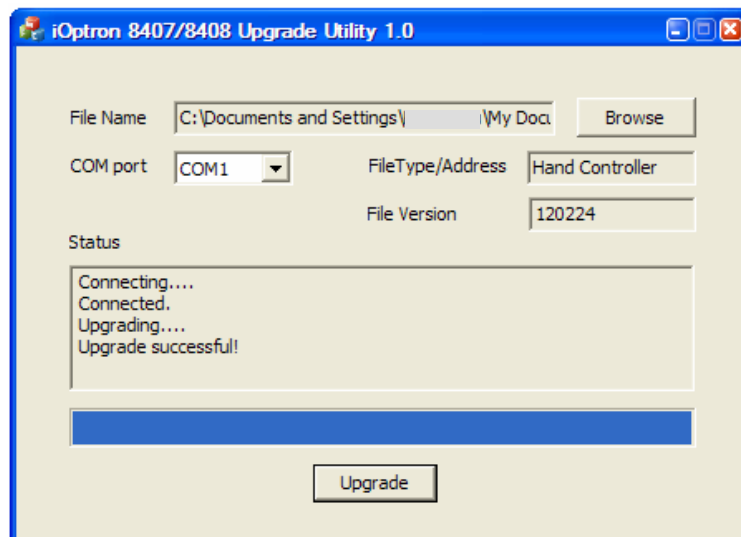 iOptron 8407/8408 Upgrade Utility 1.0
File Name C:\Documents and Settings\ \My Docu Browse
COM port COM1 FileType/Address Hand Controller
File Version 120224
Status
Connecting....
Connected.
Upgrading....
Upgrade successful!
Upgrade